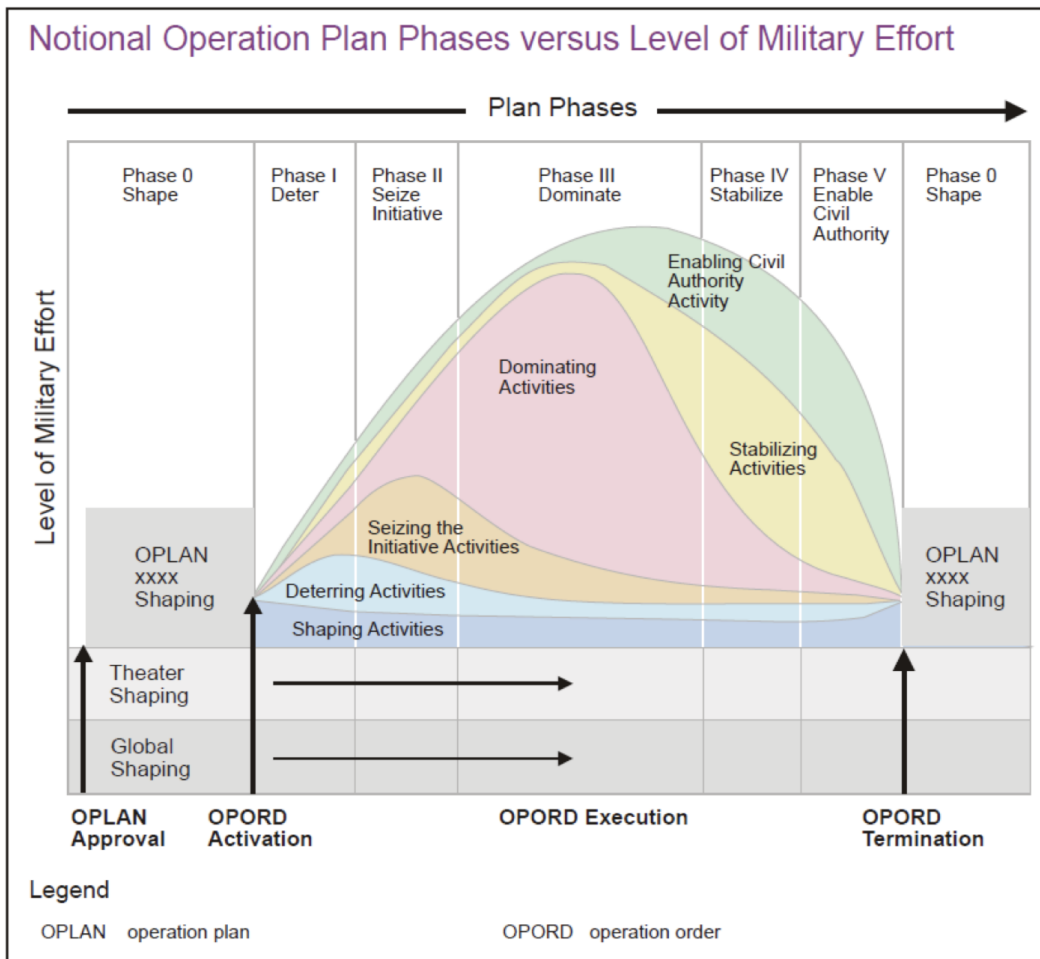 Notional Operation Plan Phases versus Level of Military Effort
Plan Phases
Phase 0
Shape
Phase I
Deter
Phase II
Seize
Initiative
Phase III
Dominate
Phase IV
Stabilize
Phase V
Enable
Civil
Authority
Phase 0
Shape
Level of Military Effort
Enabling Civil
Authority
Activity
Dominating
Activities
Stabilizing
Activities
Seizing the
Initiative Activities
Deterring Activities
Shaping Activities
OPLAN
xxxx
Shaping
OPLAN
xxxx
Shaping
Theater
Shaping
Global
Shaping
OPLAN
Approval
OPORD
Activation
OPORD Execution
OPORD
Termination
Legend
OPLAN operation plan
OPORD operation order